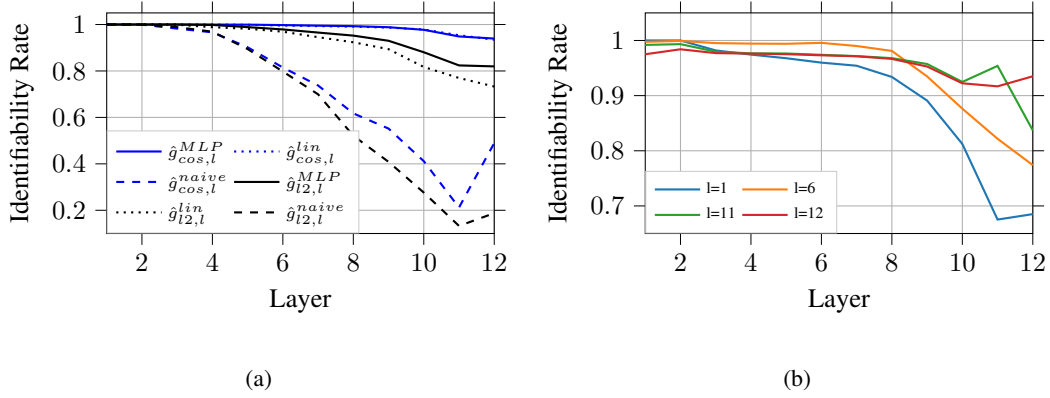 1
0.8
0.6
0.4
0.2
Identifiability Rate
ĝ^{MLP}_{cos,l} ĝ^{lin}_{cos,l}
ĝ^{naive}_{cos,l} ĝ^{MLP}_{l2,l}
ĝ^{lin}_{l2,l} ĝ^{naive}_{l2,l}
2 4 6 8 10 12
Layer
(a)
1
0.9
0.8
0.7
Identifiability Rate
l=1 l=6
l=11 l=12
2 4 6 8 10 12
Layer
(b)